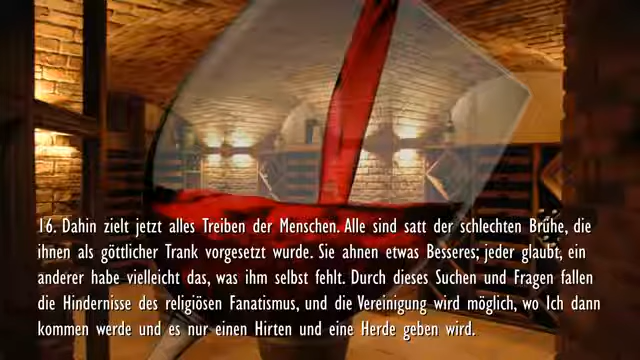 16. Dahin zielt jetzt alles Treiben der Menschen. Alle sind satt der schlechten Brühe, die
ihnen als göttlicher Trank vorgesetzt wurde. Sie ahnen etwas Besseres; jeder glaubt, ein
anderer habe vielleicht das, was ihm selbst fehlt. Durch dieses Suchen und Fragen fallen
die Hindernisse des religiösen Fanatismus, und die Vereinigung wird möglich, wo Ich dann
kommen werde und es nur einen Hirten und eine Herde geben wird.